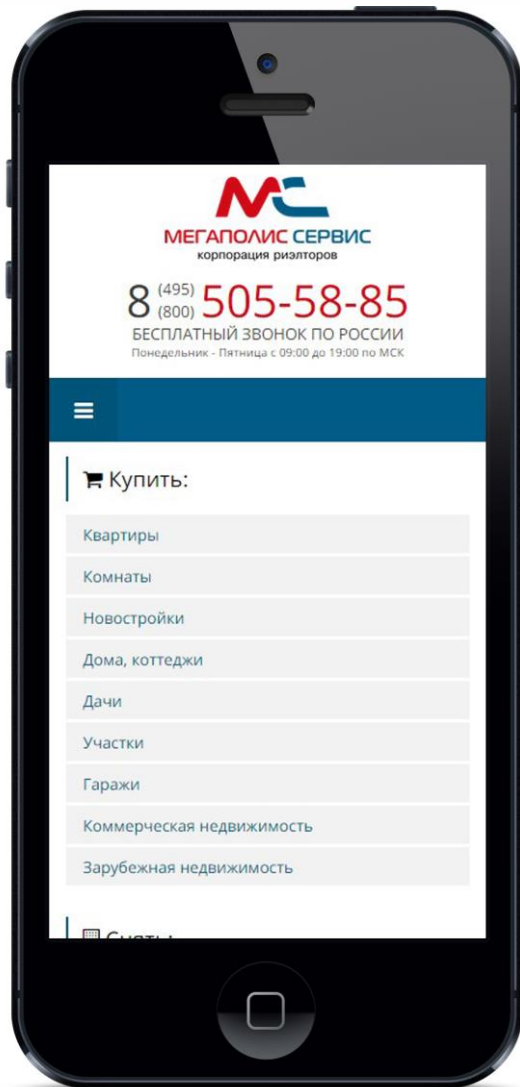 МС
МЕГАПОЛИС СЕРВИС
корпорация риэлторов
8 (495) (800) 505-58-85
БЕСПЛАТНЫЙ ЗВОНОК ПО РОССИИ
Понедельник - Пятница с 09:00 до 19:00 по МСК
Купить:
Квартиры
Комнаты
Новостройки
Дома, коттеджи
Дачи
Участки
Гаражи
Коммерческая недвижимость
Зарубежная недвижимость